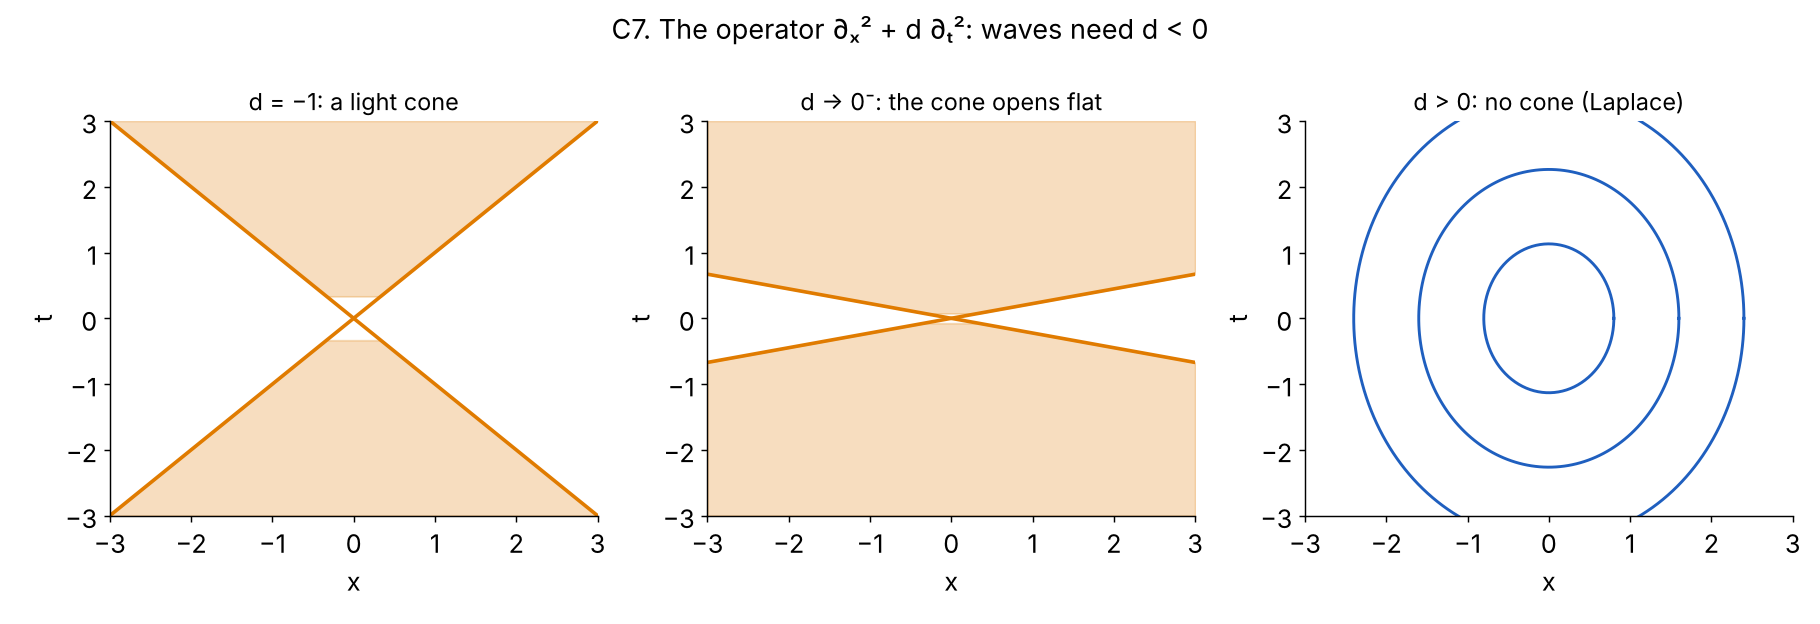 C7. The operator ∂ₓ² + d ∂ₜ²: waves need d < 0
d = −1: a light cone
d → 0⁻: the cone opens flat
d > 0: no cone (Laplace)
3
2
1
0
−1
−2
−3
t
−3 −2 −1 0 1 2 3
x
3
2
1
0
−1
−2
−3
t
−3 −2 −1 0 1 2 3
x
3
2
1
0
−1
−2
−3
t
−3 −2 −1 0 1 2 3
x